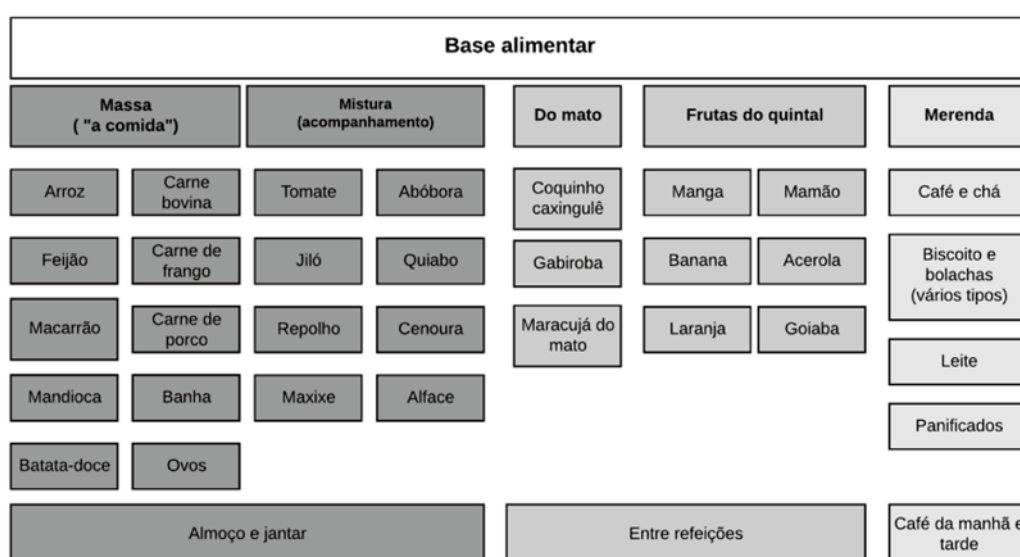 Base alimentar
Massa
( "a comida")
Mistura
(acompanhamento)
Do mato
Frutas do quintal
Merenda
Arroz
Carne
bovina
Tomate
Abóbora
Coquinho
caxingulê
Manga
Mamão
Café e chá
Feijão
Carne de
frango
Jiló
Quiabo
Gabiroba
Banana
Acerola
Biscoito e
bolachas
(vários tipos)
Macarrão
Carne de
porco
Repolho
Cenoura
Maracujá do
mato
Laranja
Goiaba
Leite
Mandioca
Banha
Maxixe
Alface
Panificados
Batata-doce
Ovos
Almoço e jantar
Entre refeições
Café da manhã e
tarde